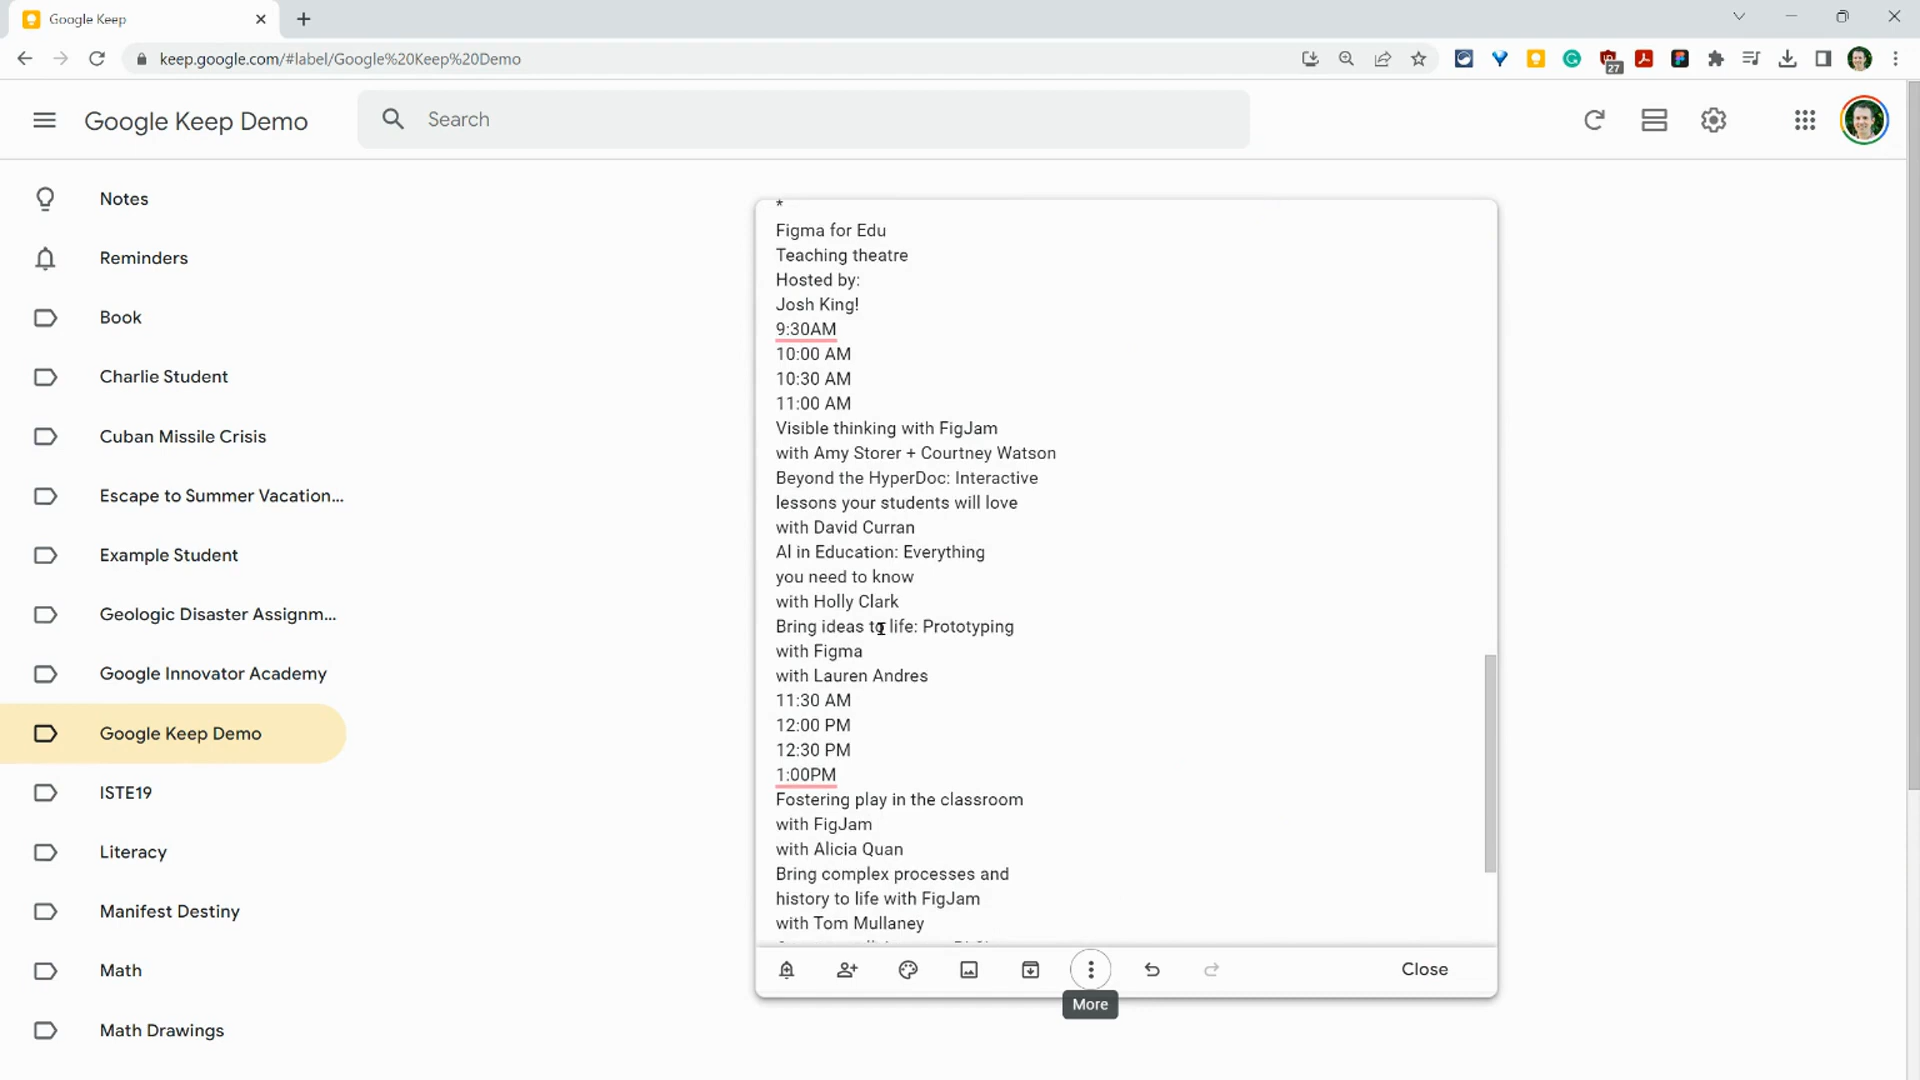 Google Keep
keep.google.com/#label/Google%20Keep%20Demo
27
Google Keep Demo
Search
Notes
Reminders
Book
Charlie Student
Cuban Missile Crisis
Escape to Summer Vacation...
Example Student
Geologic Disaster Assignm...
Google Innovator Academy
Google Keep Demo
ISTE19
Literacy
Manifest Destiny
Math
Math Drawings
*
Figma for Edu
Teaching theatre
Hosted by:
Josh King!
9:30AM
10:00 AM
10:30 AM
11:00 AM
Visible thinking with FigJam
with Amy Storer + Courtney Watson
Beyond the HyperDoc: Interactive
lessons your students will love
with David Curran
AI in Education: Everything
you need to know
with Holly Clark
Bring ideas to life: Prototyping
with Figma
with Lauren Andres
11:30 AM
12:00 PM
12:30 PM
1:00PM
Fostering play in the classroom
with FigJam
with Alicia Quan
Bring complex processes and
history to life with FigJam
with Tom Mullaney
Close
More